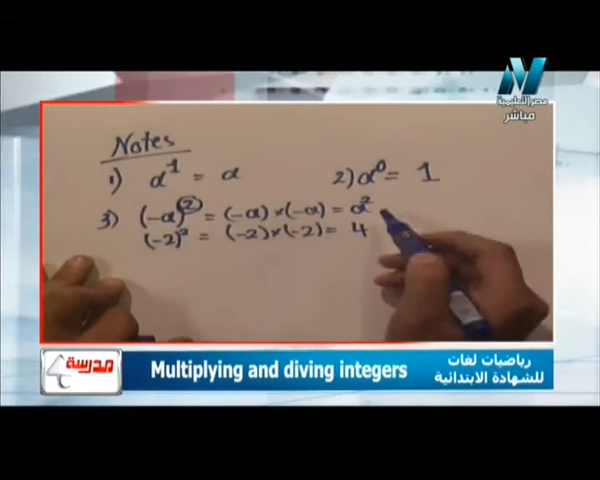 مصر التعليمية
مباشر
Notes
1) a¹ = a 2) a⁰ = 1
3) (-a)² = (-a)×(-a) = a²
(-2)² = (-2)×(-2) = 4
مدرسة
Multiplying and diving integers
رياضيات لغات
للشهادة الابتدائية